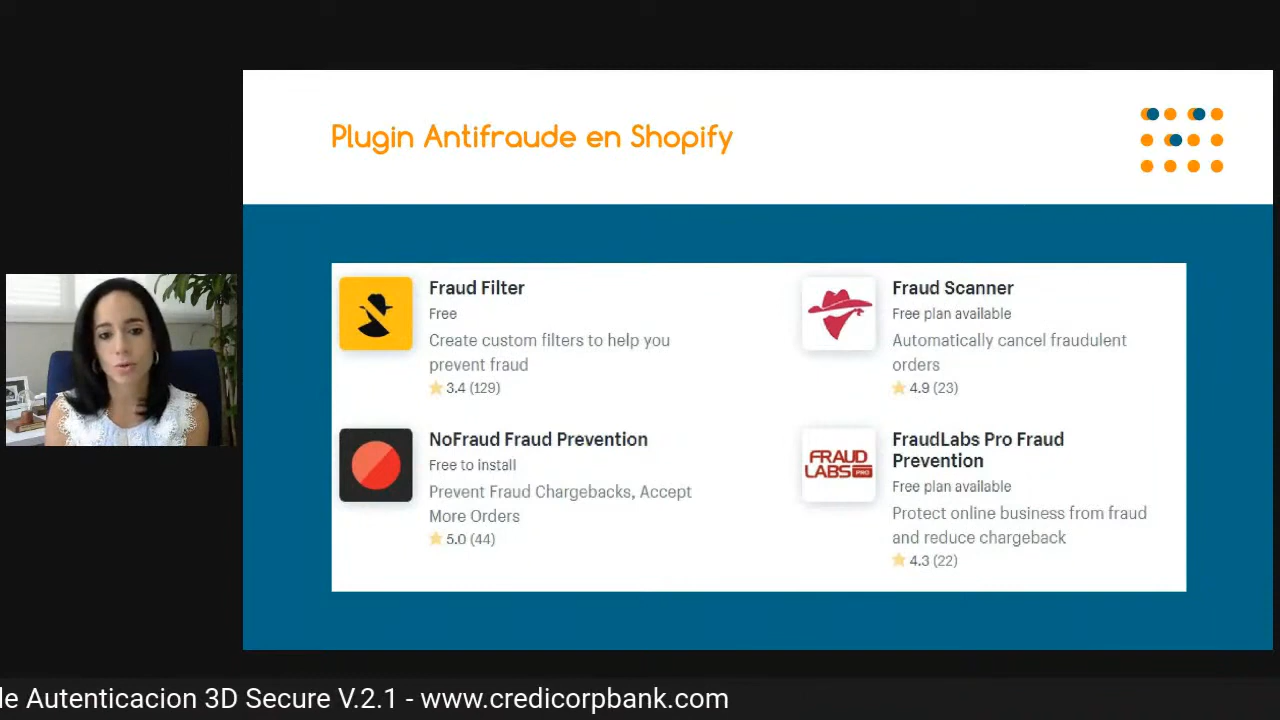 Plugin Antifraude en Shopify
Fraud Filter
Free
Create custom filters to help you
prevent fraud
3.4 (129)
Fraud Scanner
Free plan available
Automatically cancel fraudulent
orders
4.9 (23)
NoFraud Fraud Prevention
Free to install
Prevent Fraud Chargebacks, Accept
More Orders
5.0 (44)
FRAUD
LABS PRO
FraudLabs Pro Fraud
Prevention
Free plan available
Protect online business from fraud
and reduce chargeback
4.3 (22)
le Autenticacion 3D Secure V.2.1 - www.credicorpbank.com